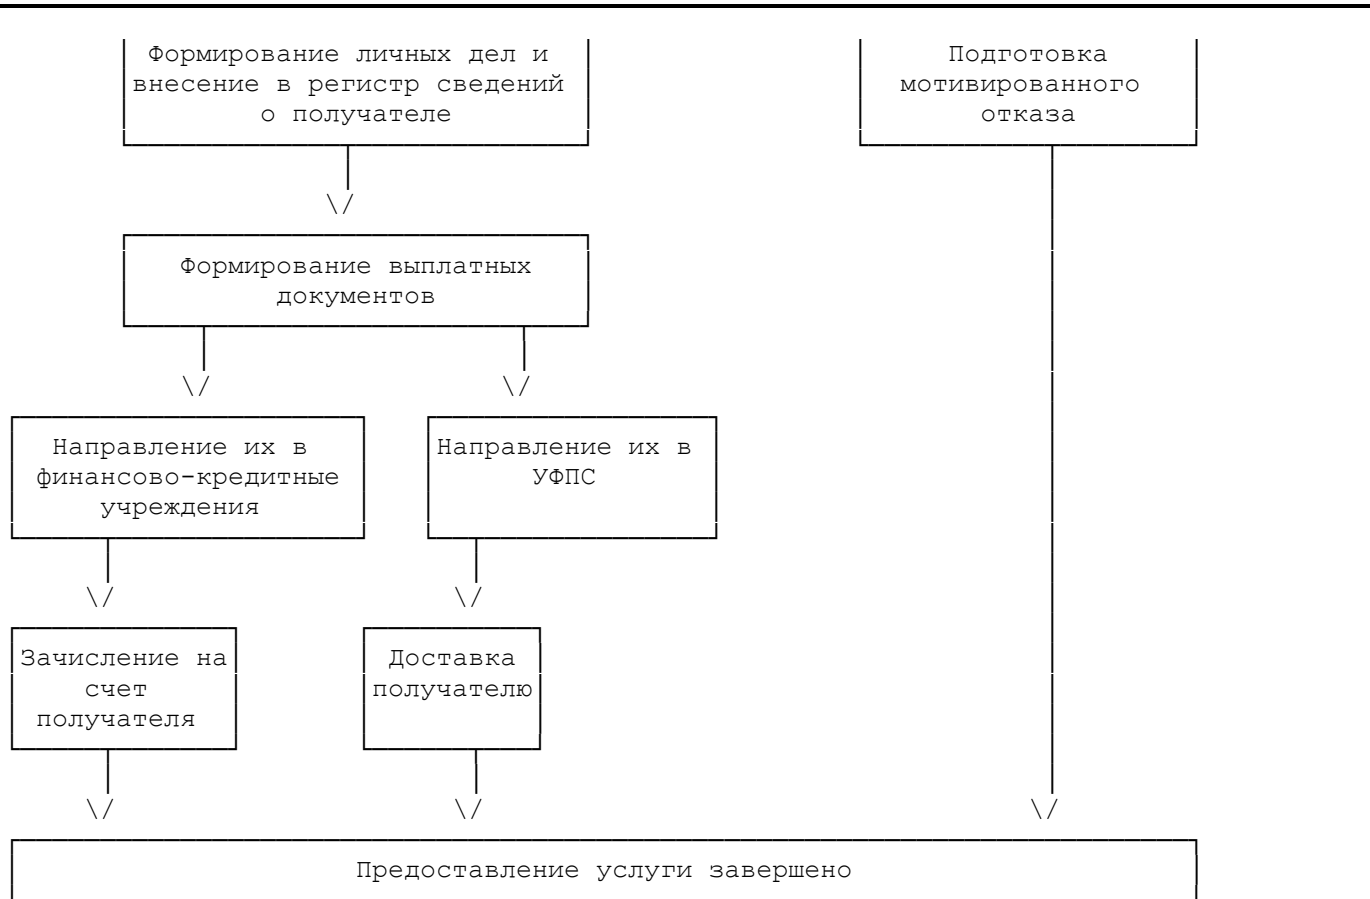 Формирование личных дел и
внесение в регистр сведений
о получателе
Подготовка
мотивированного
отказа
Формирование выплатных
документов
Направление их в
финансово-кредитные
учреждения
Направление их в
УФПС
Зачисление на
счет
получателя
Доставка
получателю
Предоставление услуги завершено